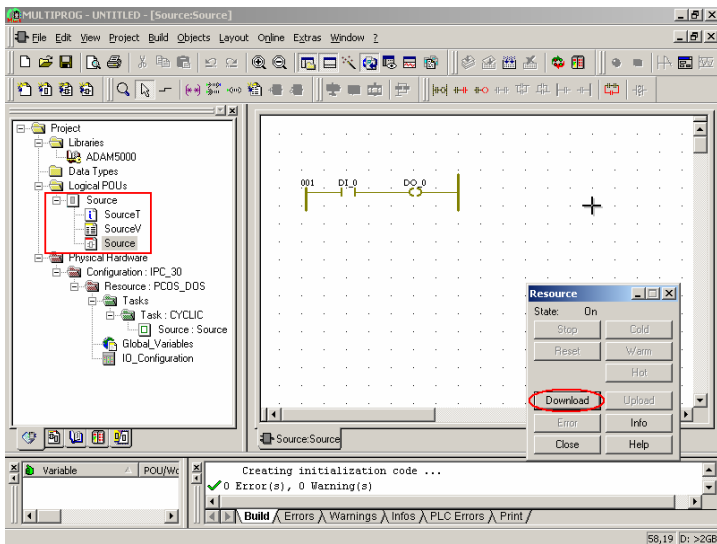 MULTIPROG - UNTITLED - [Source:Source]
File Edit View Project Build Objects Layout Online Extras Window ?
Project
Libraries
ADAM5000
Data Types
Logical POUs
Source
SourceT
SourceV
Source
Physical Hardware
Configuration : IPC_30
Resource : PCOS_DOS
Tasks
Task : CYCLIC
Source : Source
Global_Variables
IO_Configuration
001 DI_0 DO_0
Resource
State: On
Stop Cold
Reset Warm
Hot
Download Upload
Error Info
Close Help
Source:Source
Variable POU/Wo
Creating initialization code ...
0 Error(s), 0 Warning(s)
Build Errors Warnings Infos PLC Errors Print
58,19 D: >2GB